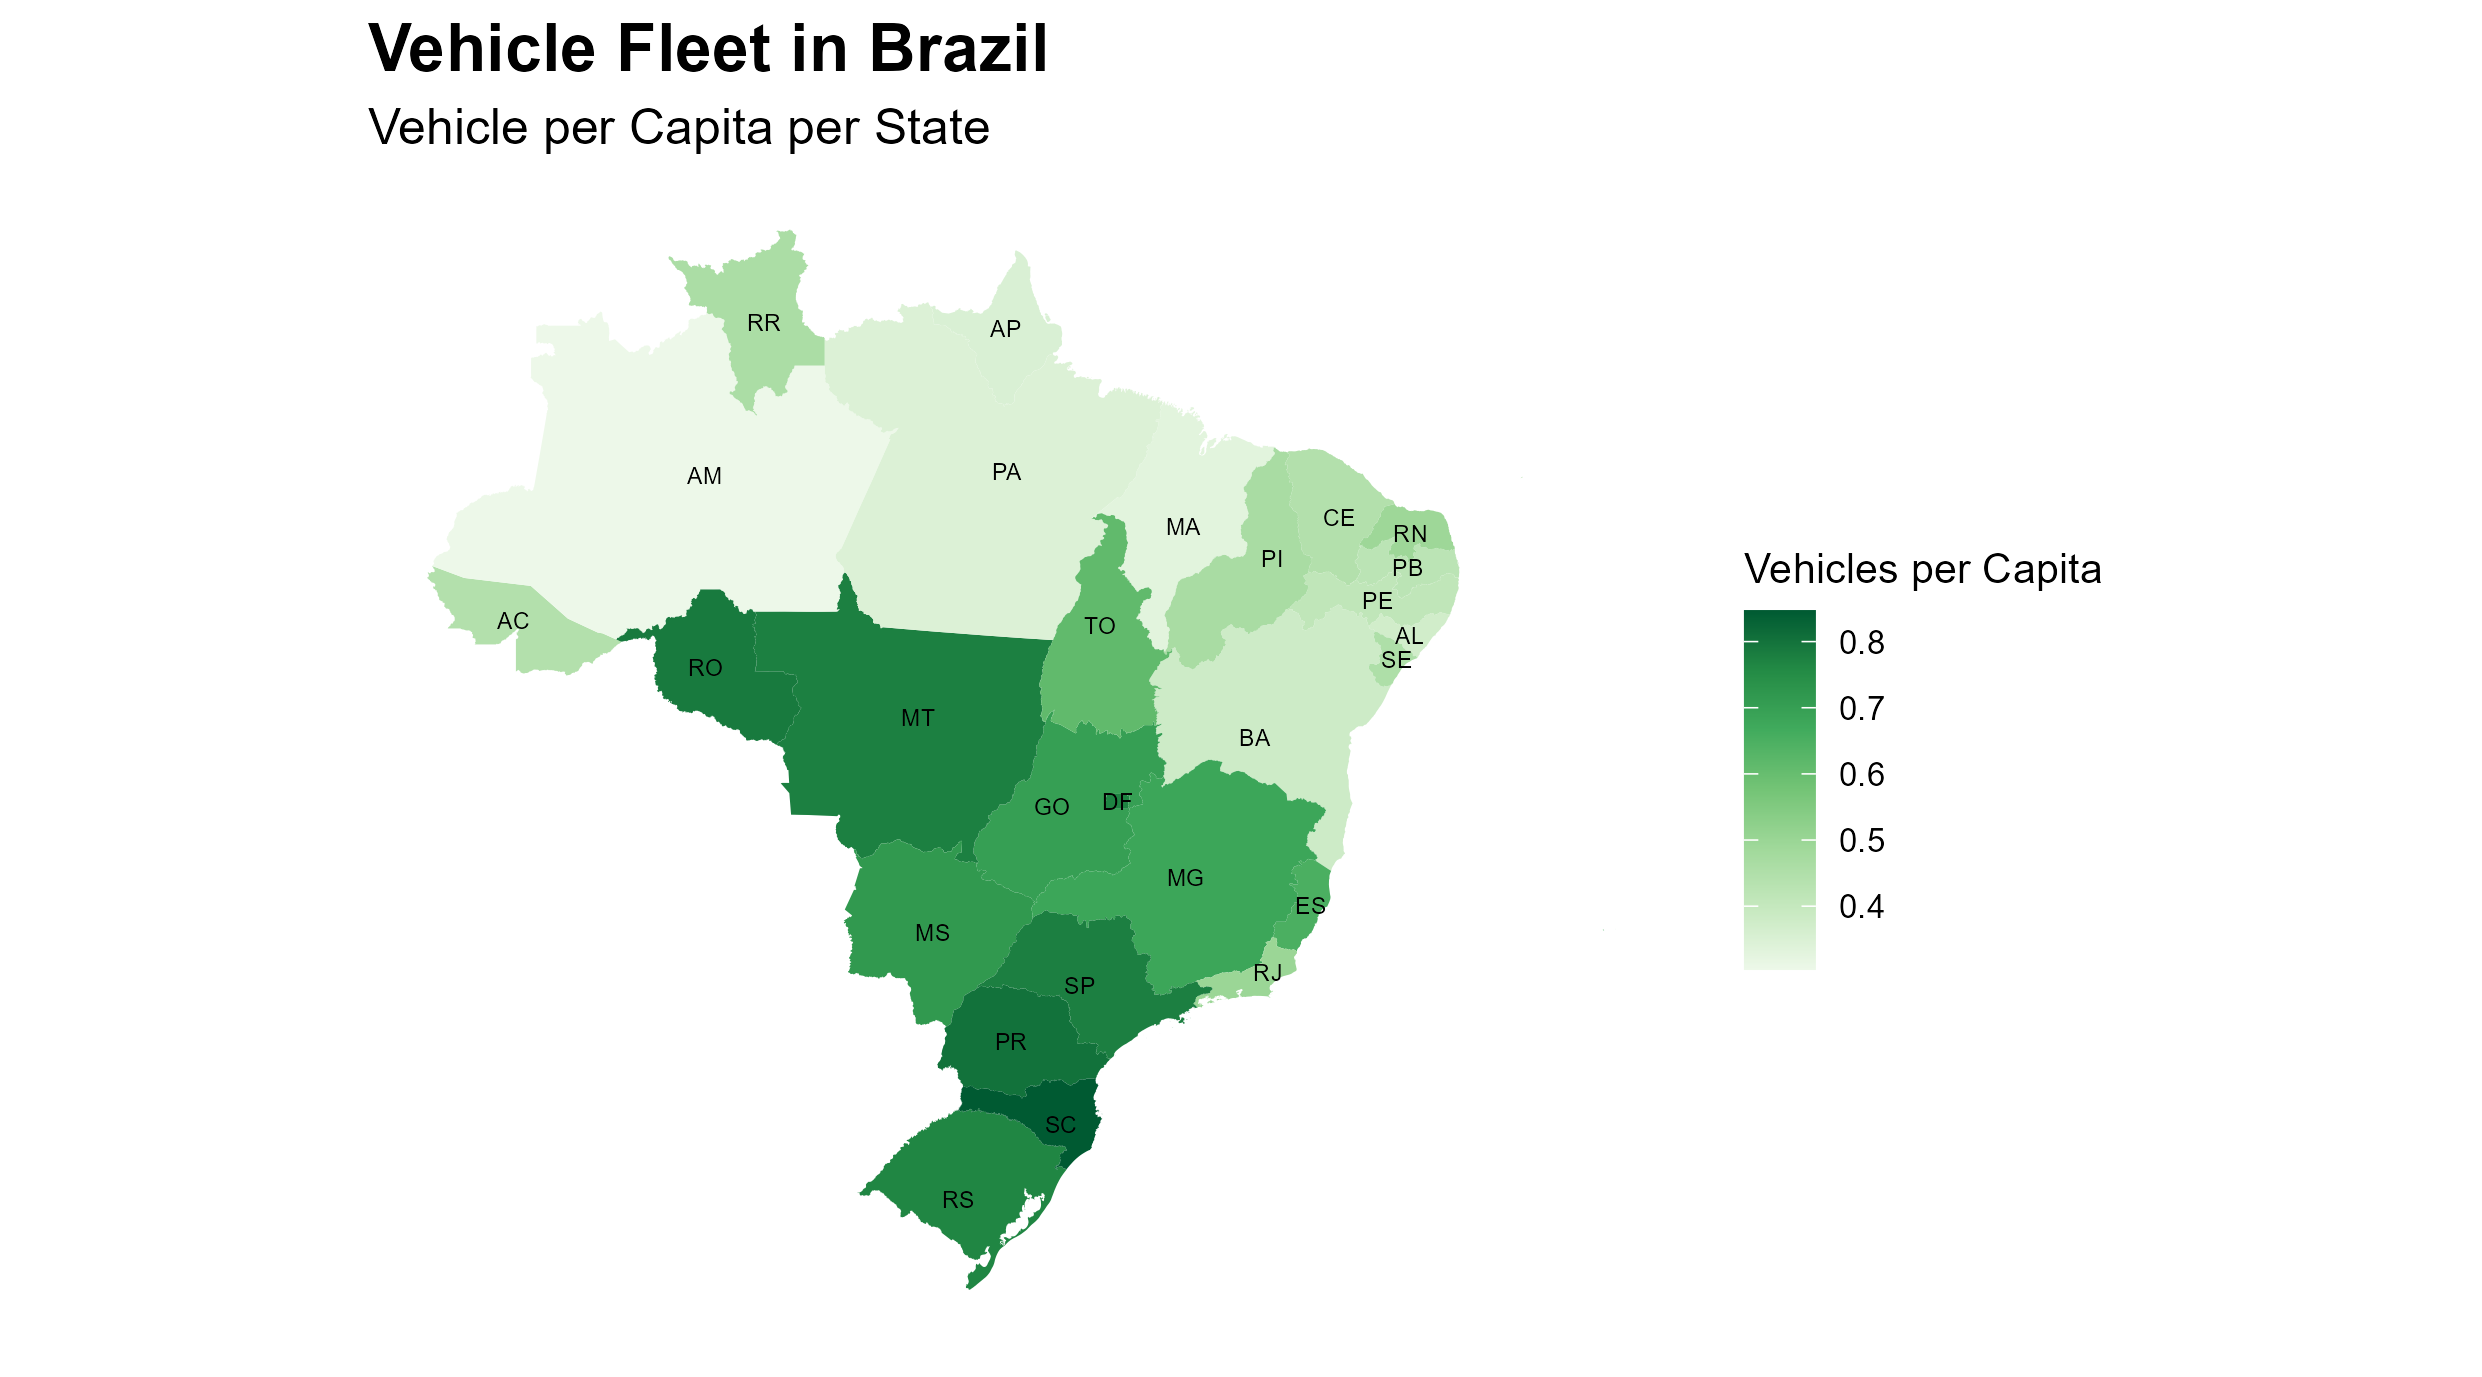 Vehicle Fleet in Brazil
Vehicle per Capita per State
RR
AP
AM
PA
MA
CE
RN
PI
PB
PE
AC
TO
AL
SE
RO
MT
BA
GO
DF
MG
ES
MS
RJ
SP
PR
SC
RS
Vehicles per Capita
0.8
0.7
0.6
0.5
0.4